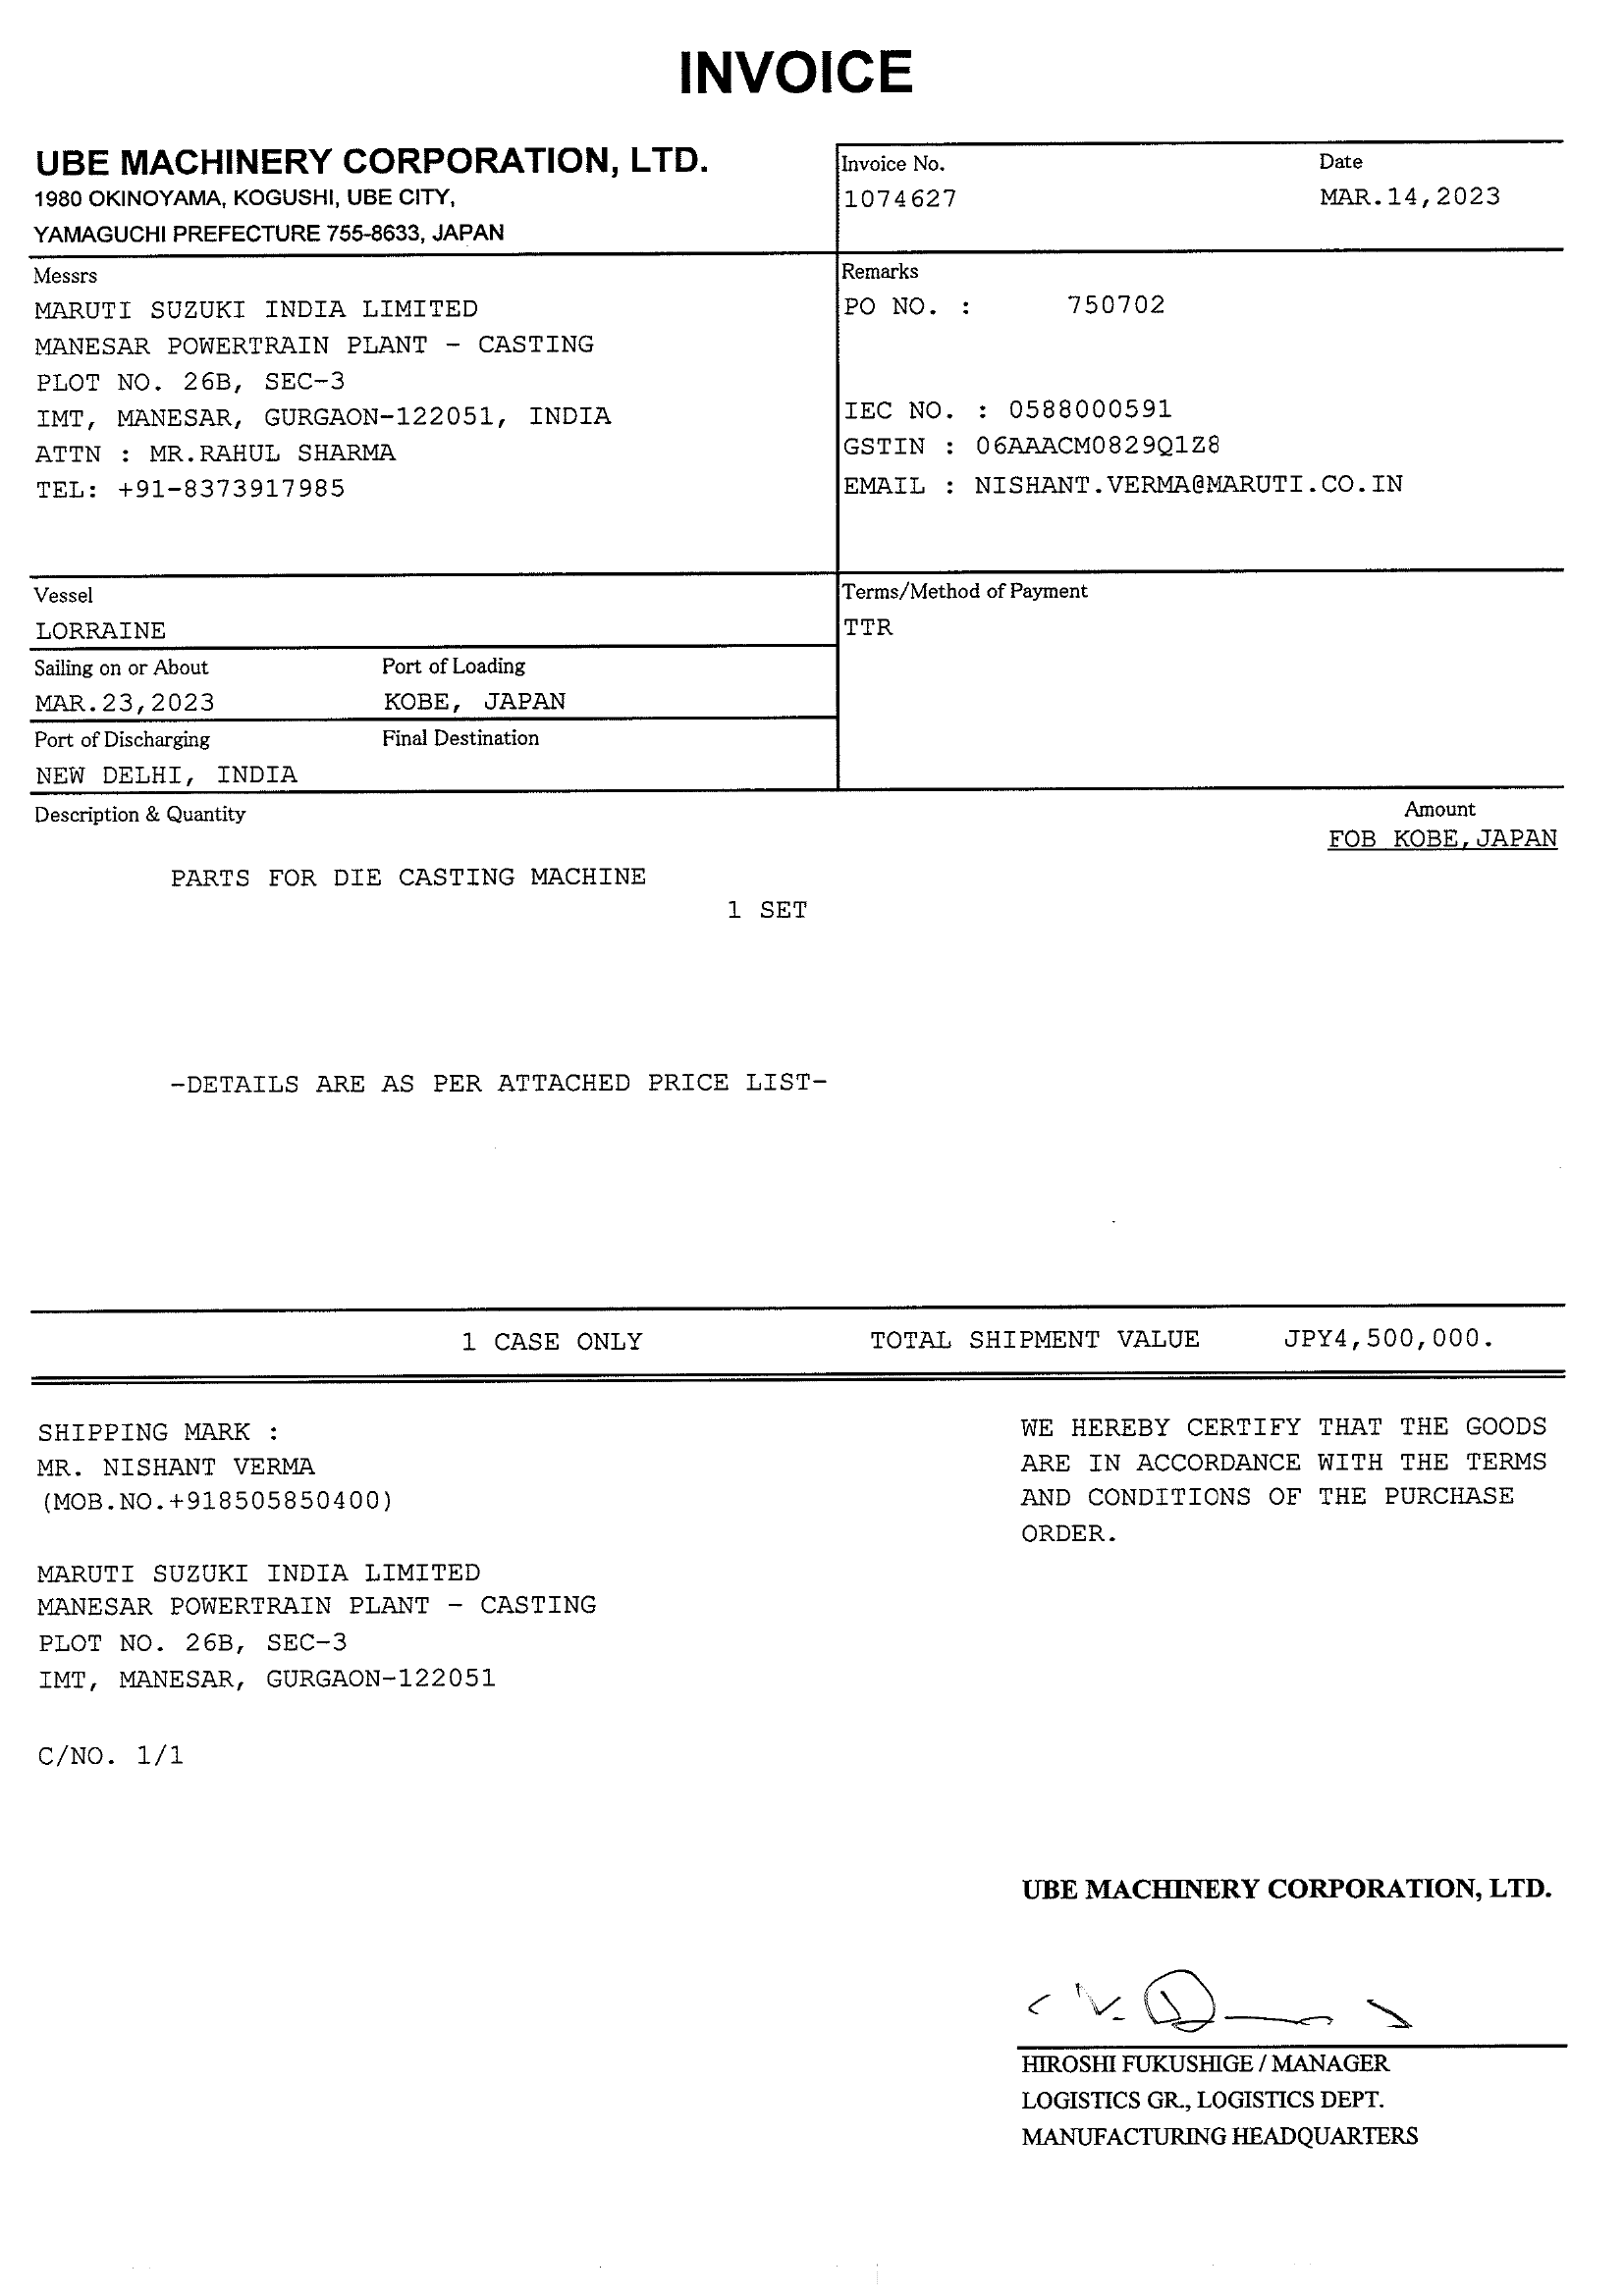 INVOICE
UBE MACHINERY CORPORATION, LTD.
1980 OKINOYAMA, KOGUSHI, UBE CITY,
YAMAGUCHI PREFECTURE 755-8633, JAPAN
Invoice No. Date
1074627 MAR.14,2023
Messrs
MARUTI SUZUKI INDIA LIMITED
MANESAR POWERTRAIN PLANT - CASTING
PLOT NO. 26B, SEC-3
IMT, MANESAR, GURGAON-122051, INDIA
ATTN : MR.RAHUL SHARMA
TEL: +91-8373917985
Remarks
PO NO. : 750702
IEC NO. : 0588000591
GSTIN : 06AAACM0829Q1Z8
EMAIL : NISHANT.VERMA@MARUTI.CO.IN
Vessel
LORRAINE
Sailing on or About Port of Loading
MAR.23,2023 KOBE, JAPAN
Port of Discharging Final Destination
NEW DELHI, INDIA
Terms/Method of Payment
TTR
Description & Quantity Amount
FOB KOBE,JAPAN
PARTS FOR DIE CASTING MACHINE
1 SET
-DETAILS ARE AS PER ATTACHED PRICE LIST-
1 CASE ONLY TOTAL SHIPMENT VALUE JPY4,500,000.
SHIPPING MARK :
MR. NISHANT VERMA
(MOB.NO.+918505850400)
MARUTI SUZUKI INDIA LIMITED
MANESAR POWERTRAIN PLANT - CASTING
PLOT NO. 26B, SEC-3
IMT, MANESAR, GURGAON-122051
C/NO. 1/1
WE HEREBY CERTIFY THAT THE GOODS
ARE IN ACCORDANCE WITH THE TERMS
AND CONDITIONS OF THE PURCHASE
ORDER.
UBE MACHINERY CORPORATION, LTD.
HIROSHI FUKUSHIGE / MANAGER
LOGISTICS GR., LOGISTICS DEPT.
MANUFACTURING HEADQUARTERS